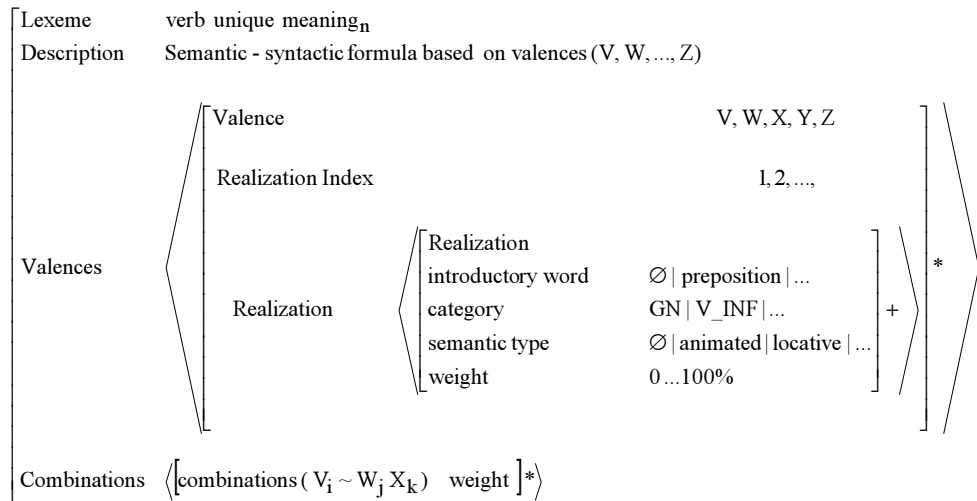 Lexeme verb unique meaning_n
Description Semantic - syntactic formula based on valences (V, W, ..., Z)
Valence V, W, X, Y, Z
Realization Index 1, 2, ...,
Realization
introductory word ∅ | preposition | ...
Valences Realization category GN | V_INF | ... + *
semantic type ∅ | animated | locative | ...
weight 0 ... 100%
Combinations ⟨[combinations ( V_i ~ W_j X_k ) weight ]*⟩